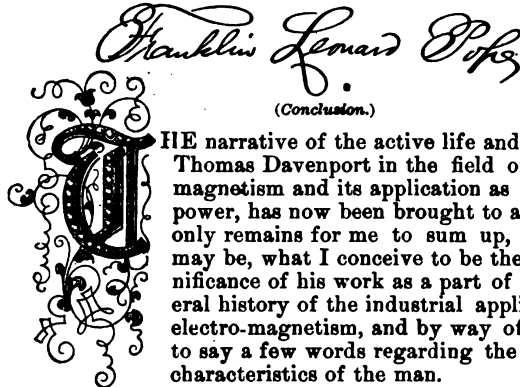 Franklin Leonard Pope
(Conclusion.)
THE narrative of the active life and
Thomas Davenport in the field o
magnetism and its application as
power, has now been brought to a
only remains for me to sum up,
may be, what I conceive to be the
nificance of his work as a part of
eral history of the industrial appli
electro-magnetism, and by way of
to say a few words regarding the
characteristics of the man.